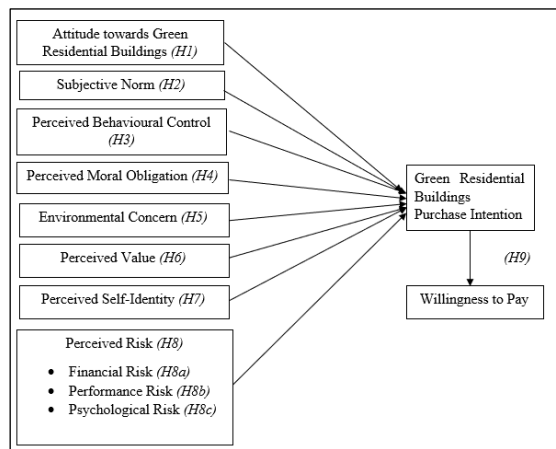 Attitude towards Green
Residential Buildings (H1)
Subjective Norm (H2)
Perceived Behavioural Control
(H3)
Perceived Moral Obligation (H4)
Environmental Concern (H5)
Perceived Value (H6)
Perceived Self-Identity (H7)
Perceived Risk (H8)
• Financial Risk (H8a)
• Performance Risk (H8b)
• Psychological Risk (H8c)
Green Residential
Buildings
Purchase Intention
(H9)
Willingness to Pay